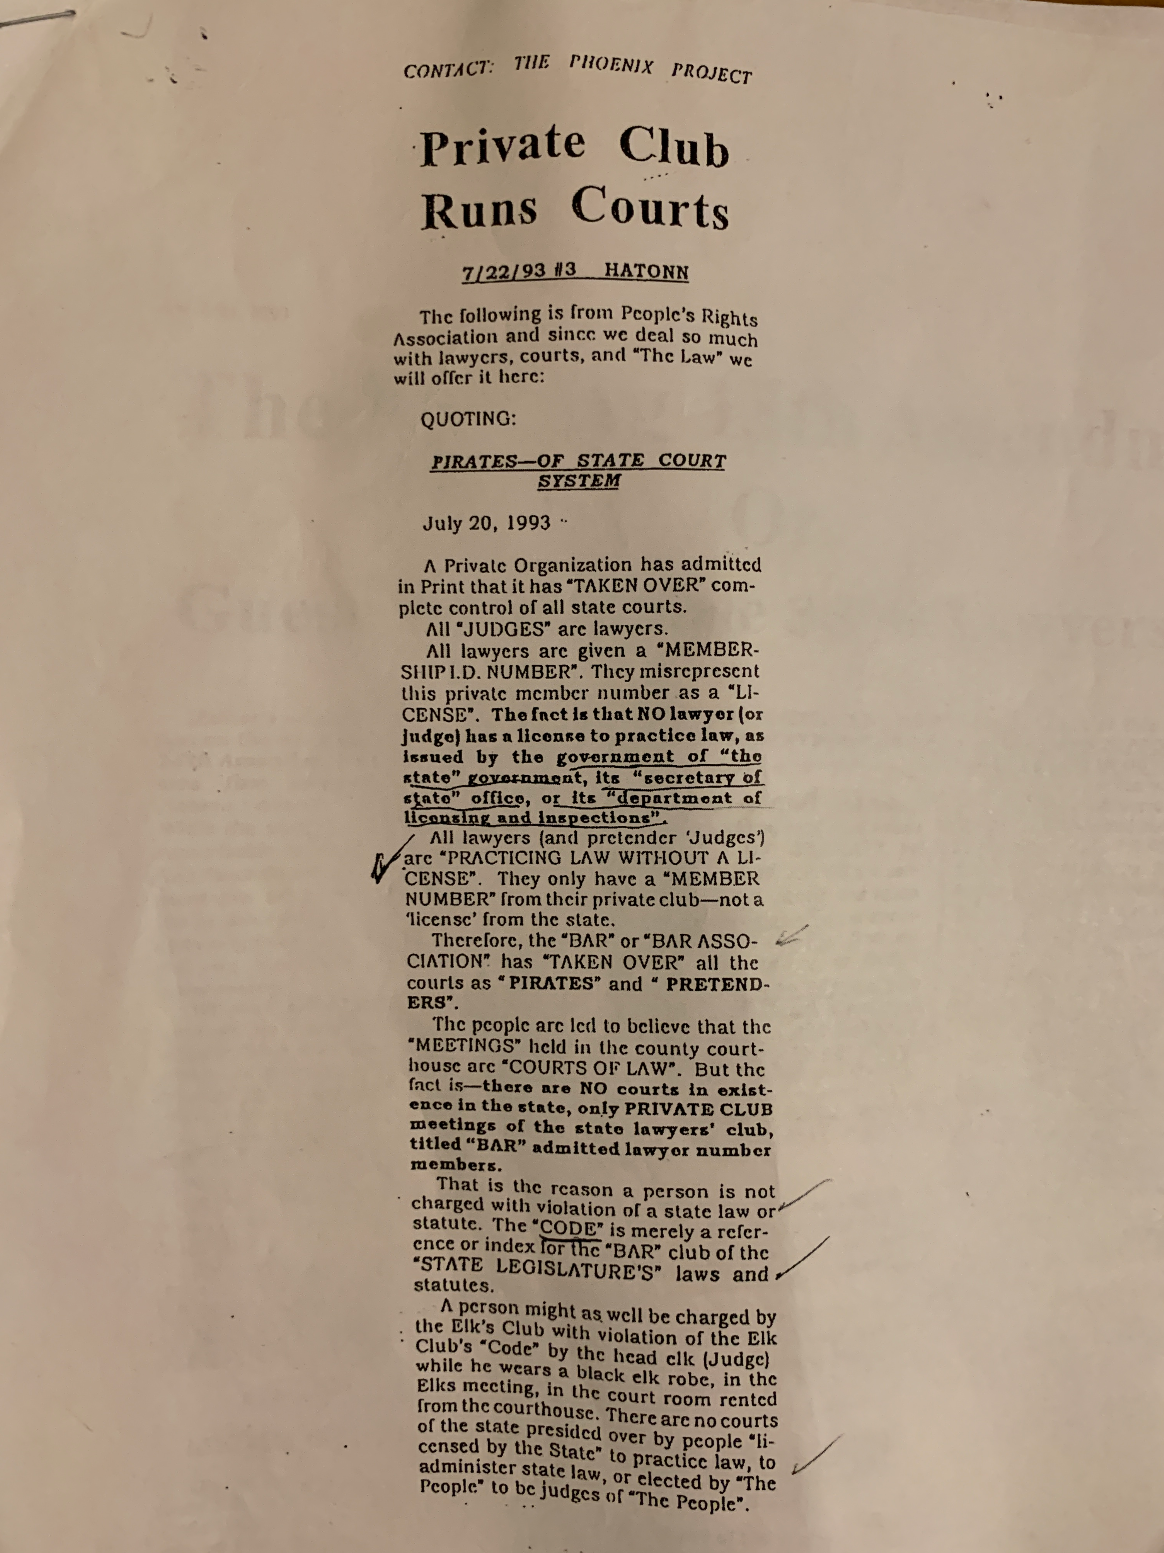 CONTACT: THE PHOENIX PROJECT
Private Club
Runs Courts
7/22/93 #3 HATONN
The following is from People's Rights
Association and since we deal so much
with lawyers, courts, and "The Law" we
will offer it here:
QUOTING:
PIRATES—OF STATE COURT
SYSTEM
July 20, 1993
A Private Organization has admitted
in Print that it has "TAKEN OVER" com-
plete control of all state courts.
All "JUDGES" are lawyers.
All lawyers are given a "MEMBER-
SHIP I.D. NUMBER". They misrepresent
this private member number as a "LI-
CENSE". The fact is that NO lawyer (or
judge) has a license to practice law, as
issued by the government of "the
state" government, its "secretary of
state" office, or its "department of
licensing and inspections".
All lawyers (and pretender 'Judges')
are "PRACTICING LAW WITHOUT A LI-
CENSE". They only have a "MEMBER
NUMBER" from their private club—not a
'license' from the state.
Therefore, the "BAR" or "BAR ASSO-
CIATION" has "TAKEN OVER" all the
courts as "PIRATES" and " PRETEND-
ERS".
The people are led to believe that the
"MEETINGS" held in the county court-
house are "COURTS OF LAW". But the
fact is—there are NO courts in exist-
ence in the state, only PRIVATE CLUB
meetings of the state lawyers' club,
titled "BAR" admitted lawyer number
members.
That is the reason a person is not
charged with violation of a state law or
statute. The "CODE" is merely a refer-
ence or index for the "BAR" club of the
"STATE LEGISLATURE'S" laws and
statutes.
A person might as well be charged by
the Elk's Club with violation of the Elk
Club's "Code" by the head elk (Judge)
while he wears a black elk robe, in the
Elks meeting, in the court room rented
from the courthouse. There are no courts
of the state presided over by people "li-
censed by the State" to practice law, to
administer state law, or elected by "The
People" to be judges of "The People".